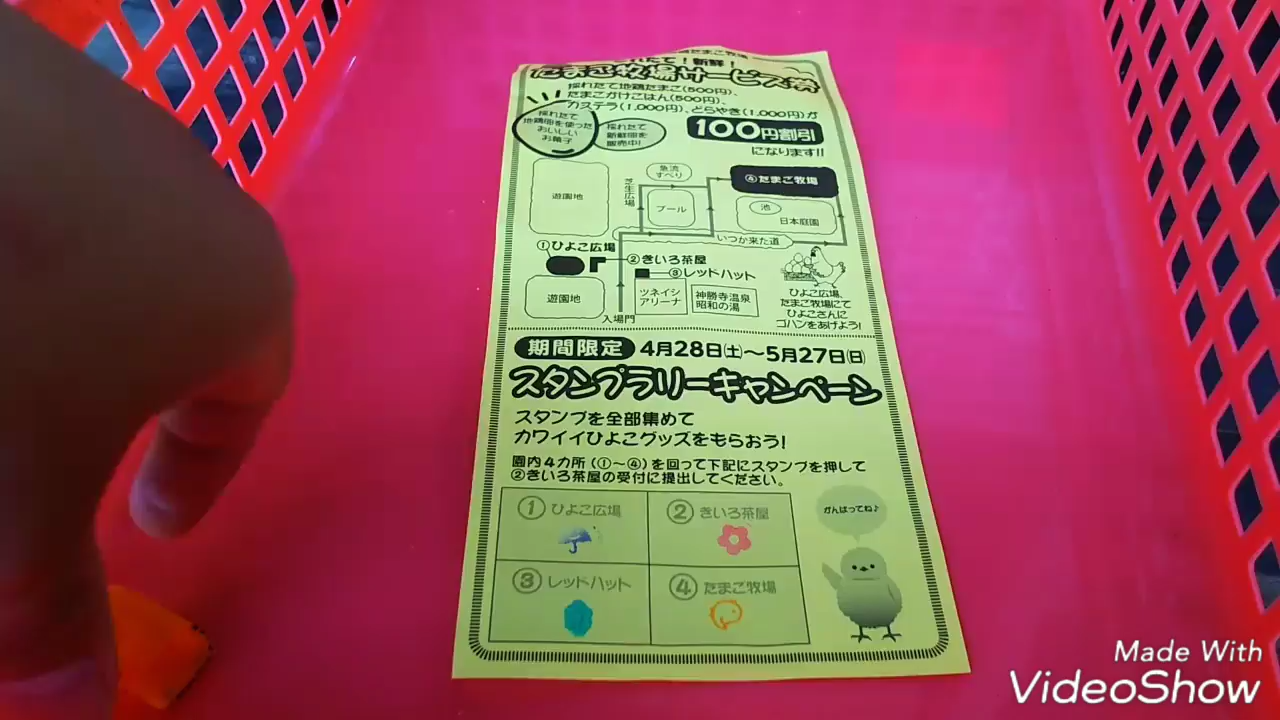 たまご牧場
れたて！新鮮！
たまご牧場サービス券
採れたて地鶏たまご(500円)、
たまごかけごはん(500円)、
カステラ(1,000円)、どらやき(1,000円)が
100円割引
になります!!
採れたて
地鶏卵を使った
おいしい
お菓子
採れたて
新鮮卵を
販売中!
遊園地
急流
すべり
プール
④たまご牧場
池
日本庭園
いつか来た道
①ひよこ広場
②きいろ茶屋
③レッドハット
遊園地
ツネイシ
アリーナ
神勝寺温泉
昭和の湯
入場門
ひよこ広場、
たまご牧場にて
ひよこさんに
ゴハンをあげよう!
期間限定 4月28日(土)～5月27日(日)
スタンプラリーキャンペーン
スタンプを全部集めて
カワイイひよこグッズをもらおう!
園内4カ所(①～④)を回って下記にスタンプを押して
②きいろ茶屋の受付に提出してください。
① ひよこ広場
② きいろ茶屋
③ レッドハット
④ たまご牧場
がんばってね♪
Made With
VideoShow